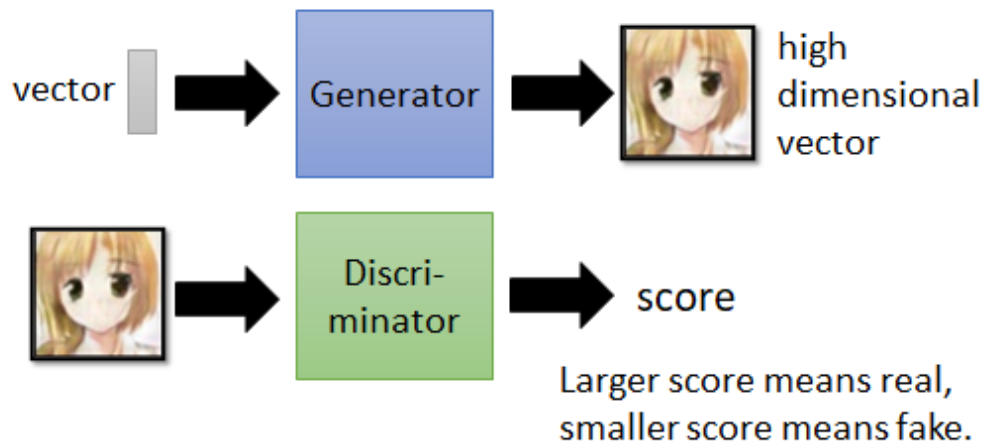 vector
Generator
high
dimensional
vector
Discri-
minator
score
Larger score means real,
smaller score means fake.